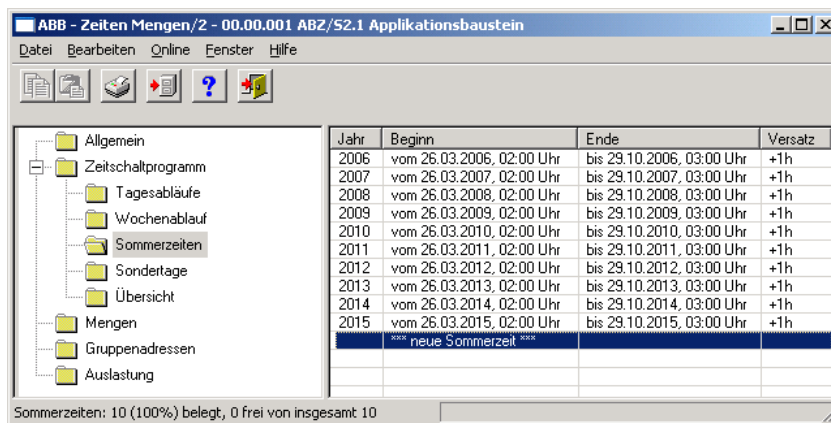 ABB - Zeiten Mengen/2 - 00.00.001 ABZ/S2.1 Applikationsbaustein
Datei Bearbeiten Online Fenster Hilfe
Allgemein
Zeitschaltprogramm
Tagesabläufe
Wochenablauf
Sommerzeiten
Sondertage
Übersicht
Mengen
Gruppenadressen
Auslastung
Jahr Beginn Ende Versatz
2006 vom 26.03.2006, 02:00 Uhr bis 29.10.2006, 03:00 Uhr +1h
2007 vom 26.03.2007, 02:00 Uhr bis 29.10.2007, 03:00 Uhr +1h
2008 vom 26.03.2008, 02:00 Uhr bis 29.10.2008, 03:00 Uhr +1h
2009 vom 26.03.2009, 02:00 Uhr bis 29.10.2009, 03:00 Uhr +1h
2010 vom 26.03.2010, 02:00 Uhr bis 29.10.2010, 03:00 Uhr +1h
2011 vom 26.03.2011, 02:00 Uhr bis 29.10.2011, 03:00 Uhr +1h
2012 vom 26.03.2012, 02:00 Uhr bis 29.10.2012, 03:00 Uhr +1h
2013 vom 26.03.2013, 02:00 Uhr bis 29.10.2013, 03:00 Uhr +1h
2014 vom 26.03.2014, 02:00 Uhr bis 29.10.2014, 03:00 Uhr +1h
2015 vom 26.03.2015, 02:00 Uhr bis 29.10.2015, 03:00 Uhr +1h
*** neue Sommerzeit ***
Sommerzeiten: 10 (100%) belegt, 0 frei von insgesamt 10